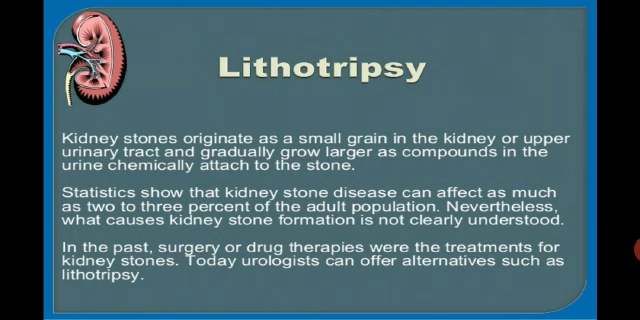 Lithotripsy
Kidney stones originate as a small grain in the kidney or upper
urinary tract and gradually grow larger as compounds in the
urine chemically attach to the stone.
Statistics show that kidney stone disease can affect as much
as two to three percent of the adult population. Nevertheless,
what causes kidney stone formation is not clearly understood.
In the past, surgery or drug therapies were the treatments for
kidney stones. Today urologists can offer alternatives such as
lithotripsy.